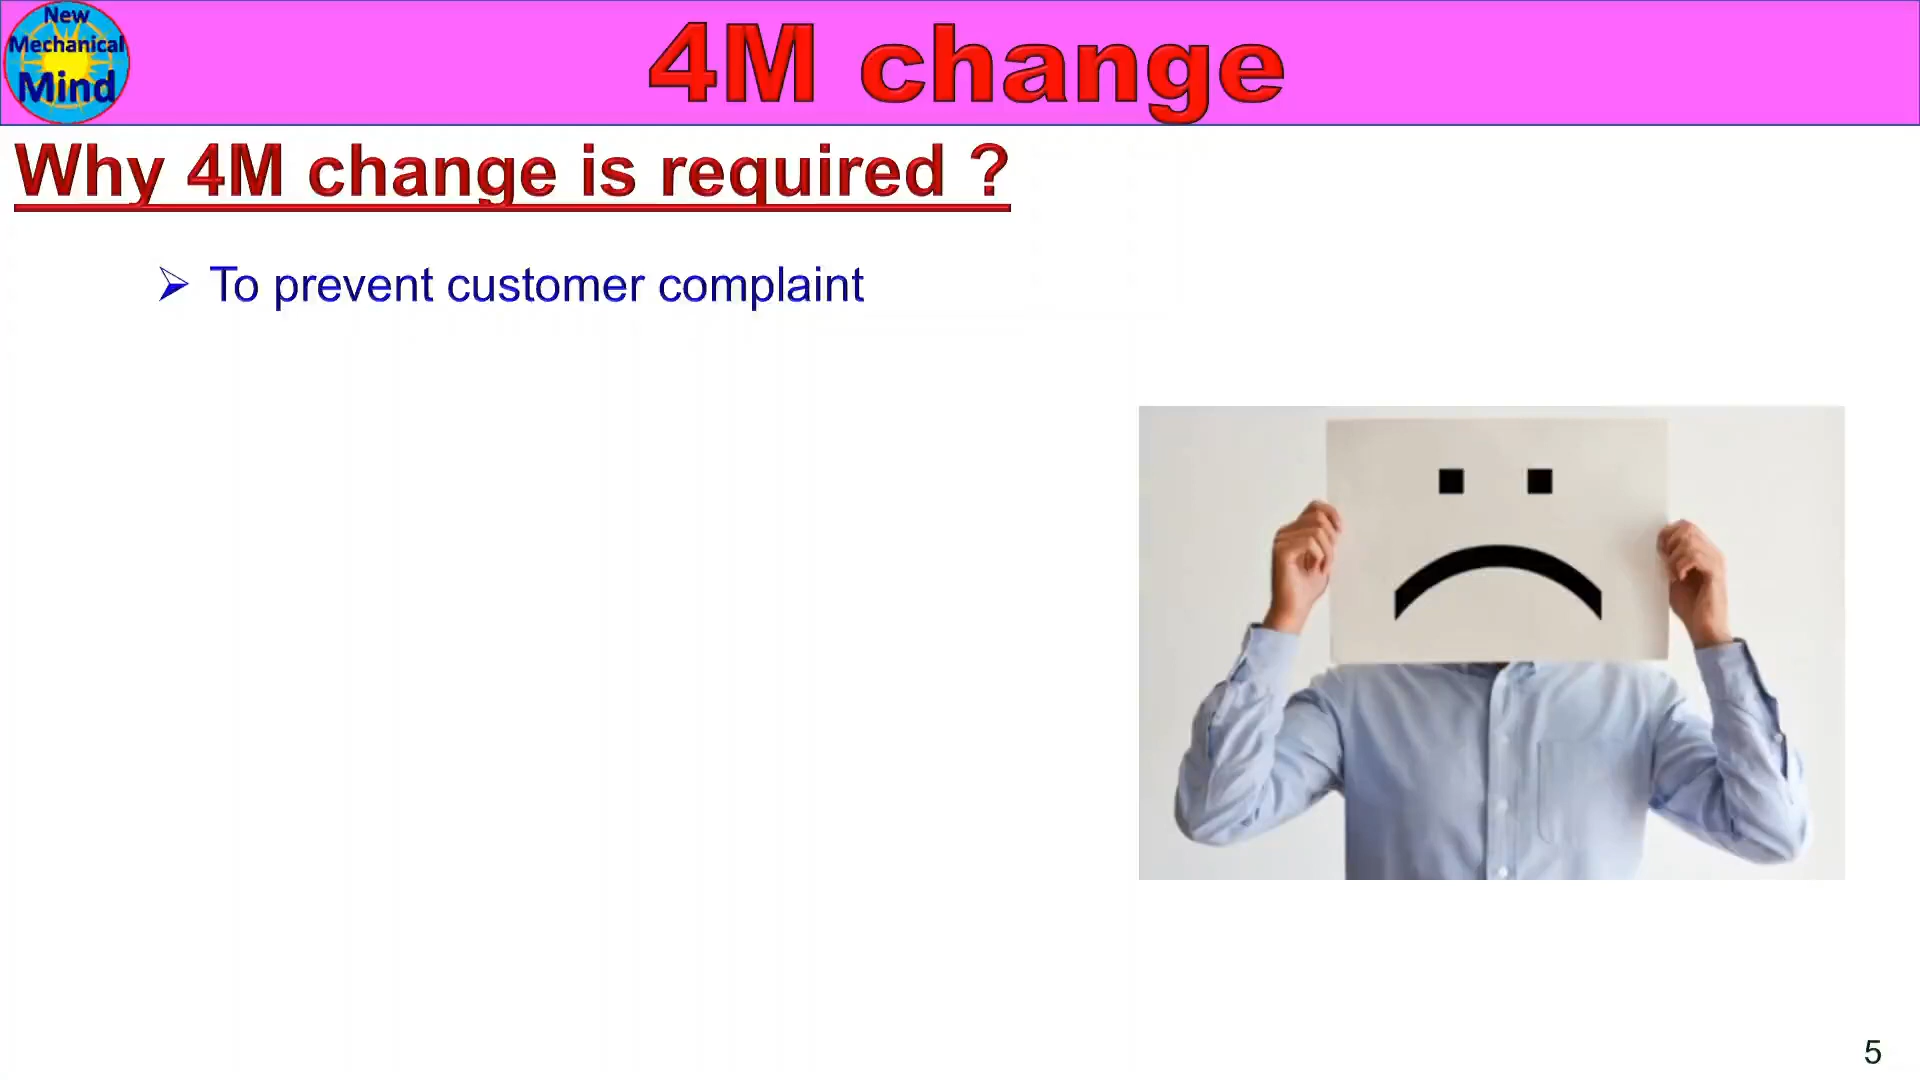 New
Mechanical
Mind
4M change
Why 4M change is required ?
To prevent customer complaint
5